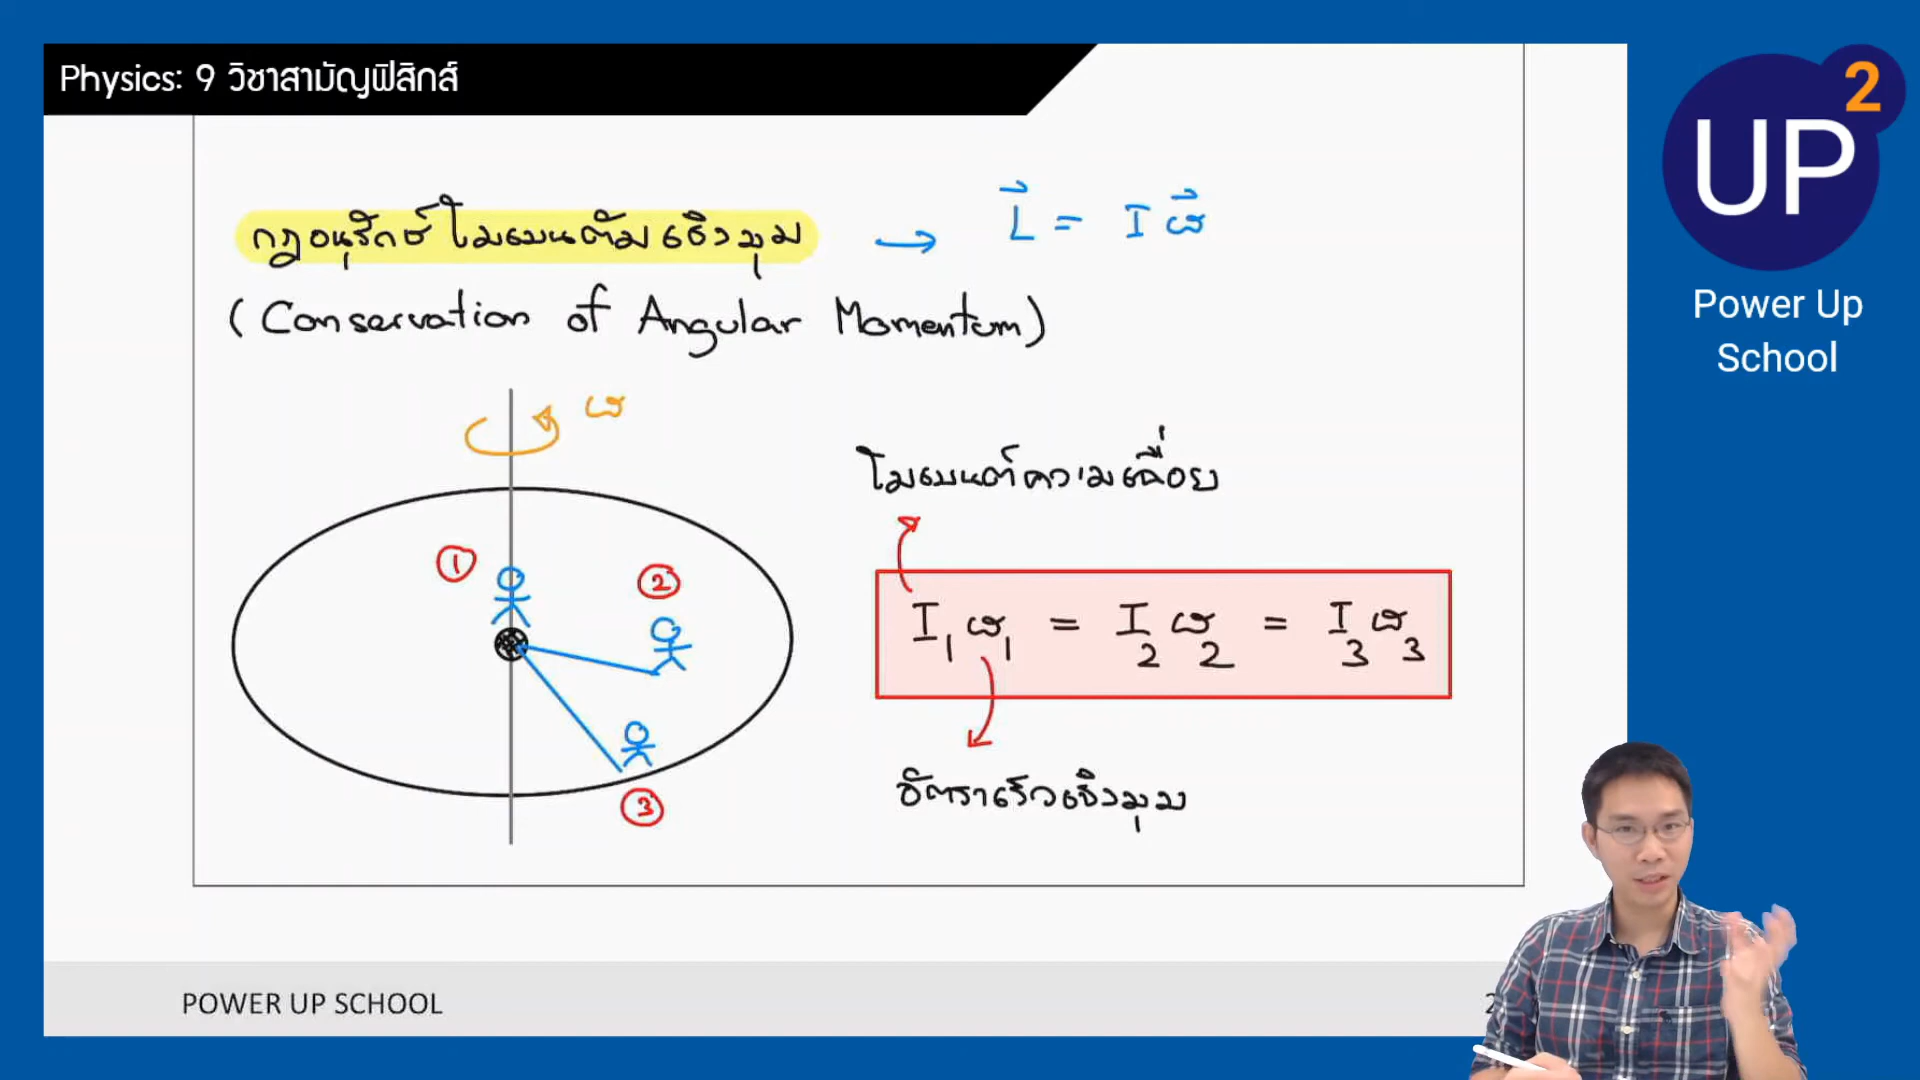 Physics: 9 วิชาสามัญฟิสิกส์
UP²
Power Up
School
กฎอนุรักษ์โมเมนตัมเชิงมุม → L⃗ = I ω⃗
(Conservation of Angular Momentum)
ω
โมเมนต์ความเฉื่อย
①
②
I₁ω₁ = I₂ω₂ = I₃ω₃
อัตราเร็วเชิงมุม
③
POWER UP SCHOOL